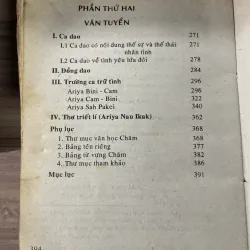 PHẦN THỨ HAI
VĂN TUYỂN
I. Ca dao 271
I.1 Ca dao có nội dung thế sự và thế thái nhân tình 271
I.2 Ca dao về tình yêu lứa đôi 278
II. Đồng dao 284
III. Trường ca trữ tình 296
Ariya Bini - Cam 296
Ariya Cam - Bini 322
Ariya Sah Pakei 340
IV. Thơ triết lí (Ariya Nau Ikak) 362
Phụ lục 368
1. Thư mục văn học Chăm 368
2. Bảng tên riêng 377
3. Bảng từ vựng Chăm 382
4. Thư mục tham khảo 386
Mục lục 391
394